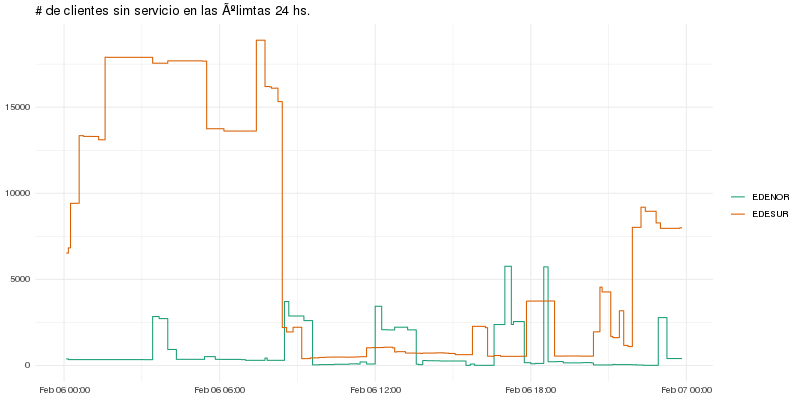 # de clientes sin servicio en las Ãºlimtas 24 hs.
15000
10000
5000
0
Feb 06 00:00
Feb 06 06:00
Feb 06 12:00
Feb 06 18:00
Feb 07 00:00
EDENOR
EDESUR